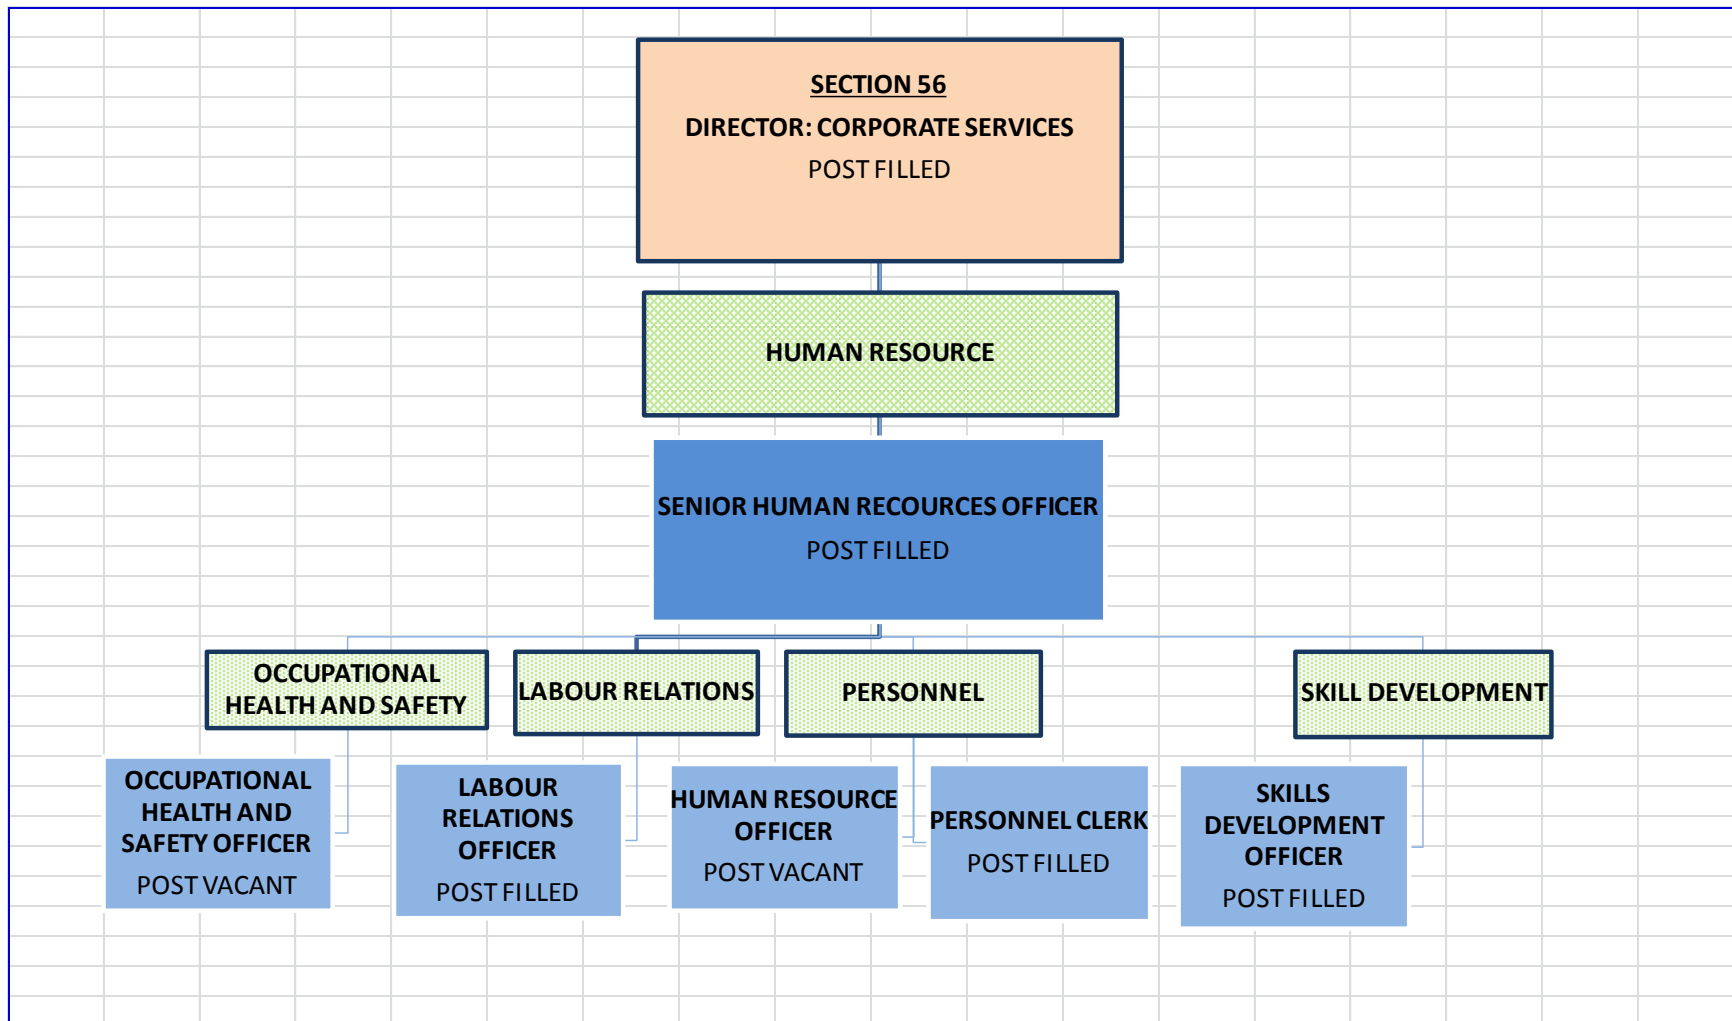 SECTION 56
DIRECTOR: CORPORATE SERVICES
POST FILLED
HUMAN RESOURCE
SENIOR HUMAN RECOURCES OFFICER
POST FILLED
OCCUPATIONAL
HEALTH AND SAFETY
LABOUR RELATIONS
PERSONNEL
SKILL DEVELOPMENT
OCCUPATIONAL
HEALTH AND
SAFETY OFFICER
POST VACANT
LABOUR
RELATIONS
OFFICER
POST FILLED
HUMAN RESOURCE
OFFICER
POST VACANT
PERSONNEL CLERK
POST FILLED
SKILLS
DEVELOPMENT
OFFICER
POST FILLED